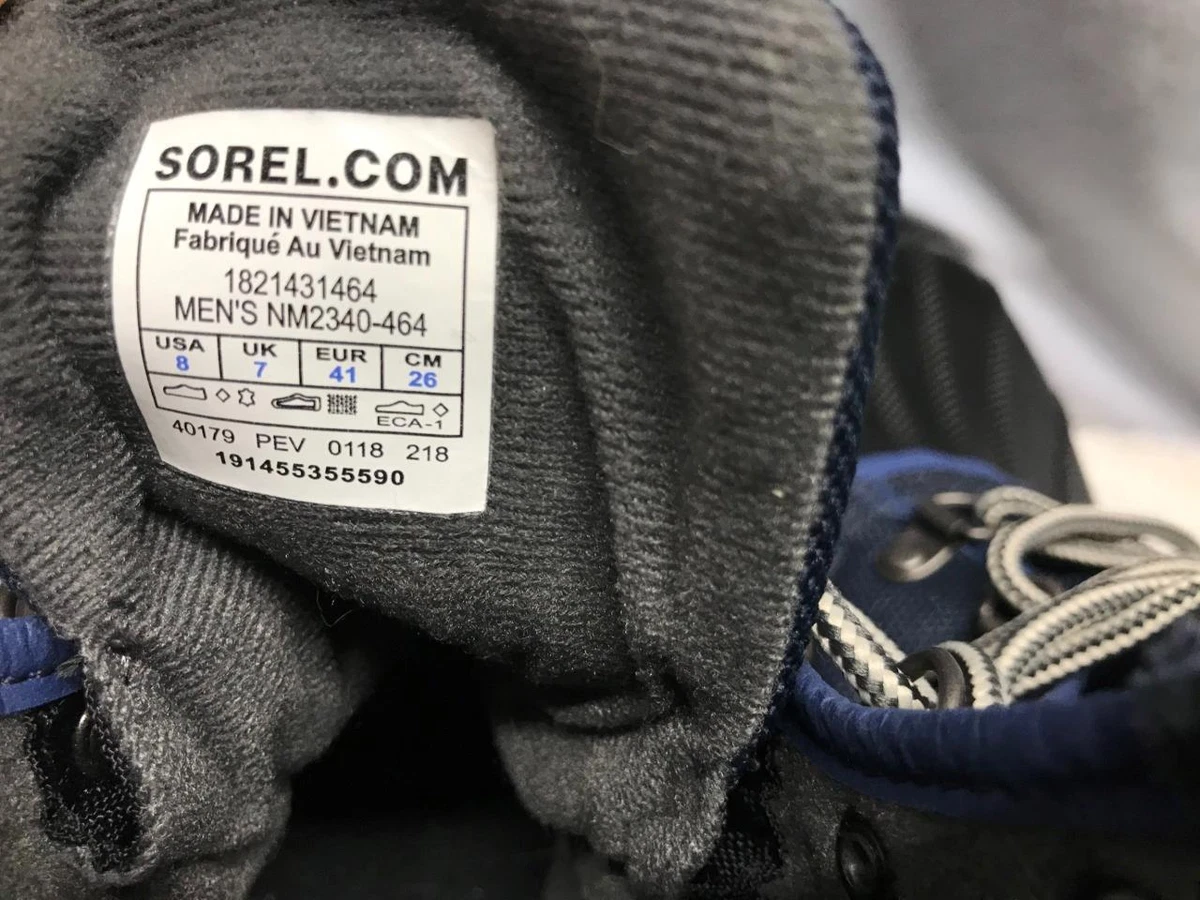 SOREL.COM
MADE IN VIETNAM
Fabriqué Au Vietnam
1821431464
MEN'S NM2340-464
USA UK EUR CM
8 7 41 26
ECA-1
40179 PEV 0118 218
191455355590